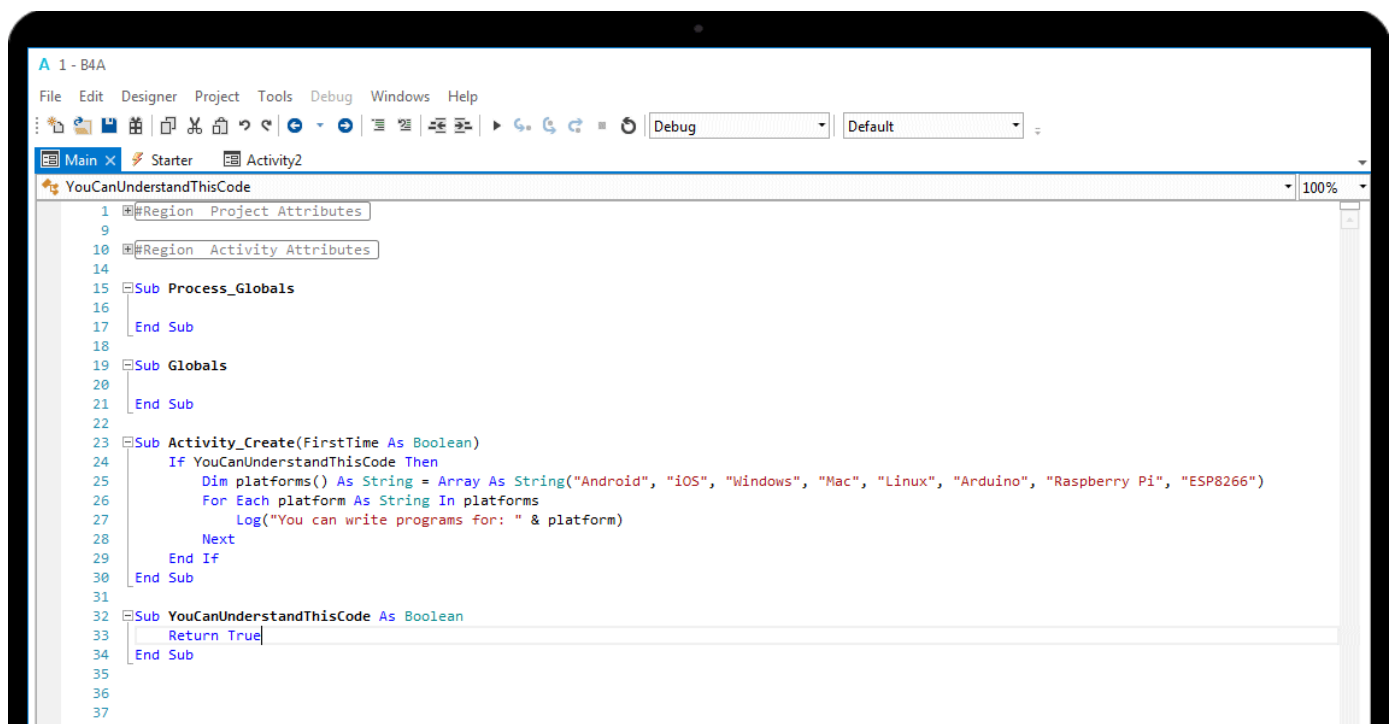 A 1 - B4A
File Edit Designer Project Tools Debug Windows Help
Debug Default
Main Starter Activity2
YouCanUnderstandThisCode 100%
1 #Region Project Attributes
9
10 #Region Activity Attributes
14
15 Sub Process_Globals
16
17 End Sub
18
19 Sub Globals
20
21 End Sub
22
23 Sub Activity_Create(FirstTime As Boolean)
24 If YouCanUnderstandThisCode Then
25 Dim platforms() As String = Array As String("Android", "iOS", "Windows", "Mac", "Linux", "Arduino", "Raspberry Pi", "ESP8266")
26 For Each platform As String In platforms
27 Log("You can write programs for: " & platform)
28 Next
29 End If
30 End Sub
31
32 Sub YouCanUnderstandThisCode As Boolean
33 Return True
34 End Sub
35
36
37